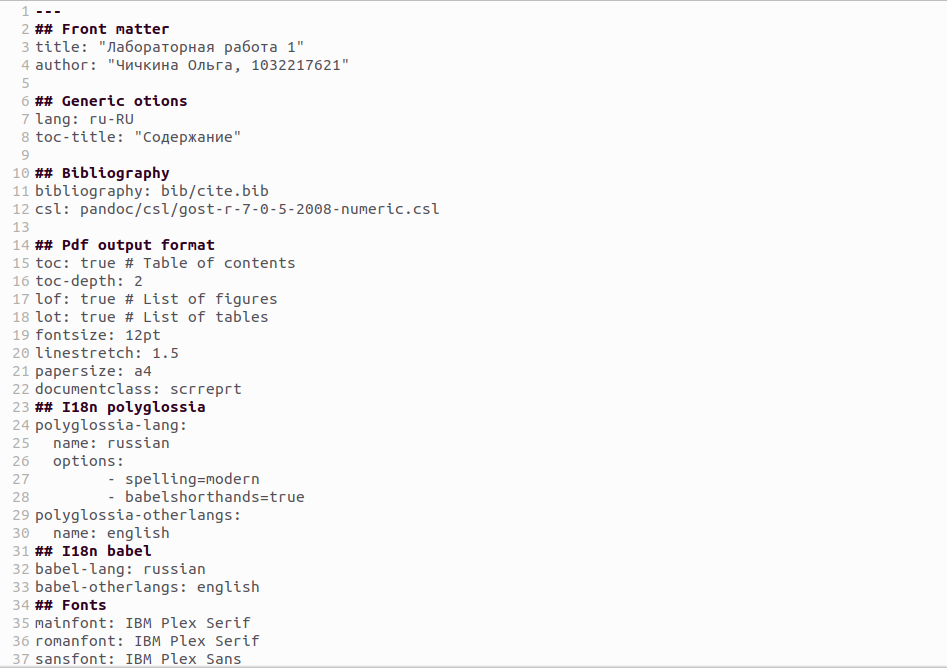 1 ---
2 ## Front matter
3 title: "Лабораторная работа 1"
4 author: "Чичкина Ольга, 1032217621"
5
6 ## Generic otions
7 lang: ru-RU
8 toc-title: "Содержание"
9
10 ## Bibliography
11 bibliography: bib/cite.bib
12 csl: pandoc/csl/gost-r-7-0-5-2008-numeric.csl
13
14 ## Pdf output format
15 toc: true # Table of contents
16 toc-depth: 2
17 lof: true # List of figures
18 lot: true # List of tables
19 fontsize: 12pt
20 linestretch: 1.5
21 papersize: a4
22 documentclass: scrreprt
23 ## I18n polyglossia
24 polyglossia-lang:
25   name: russian
26   options:
27         - spelling=modern
28         - babelshorthands=true
29 polyglossia-otherlangs:
30   name: english
31 ## I18n babel
32 babel-lang: russian
33 babel-otherlangs: english
34 ## Fonts
35 mainfont: IBM Plex Serif
36 romanfont: IBM Plex Serif
37 sansfont: IBM Plex Sans